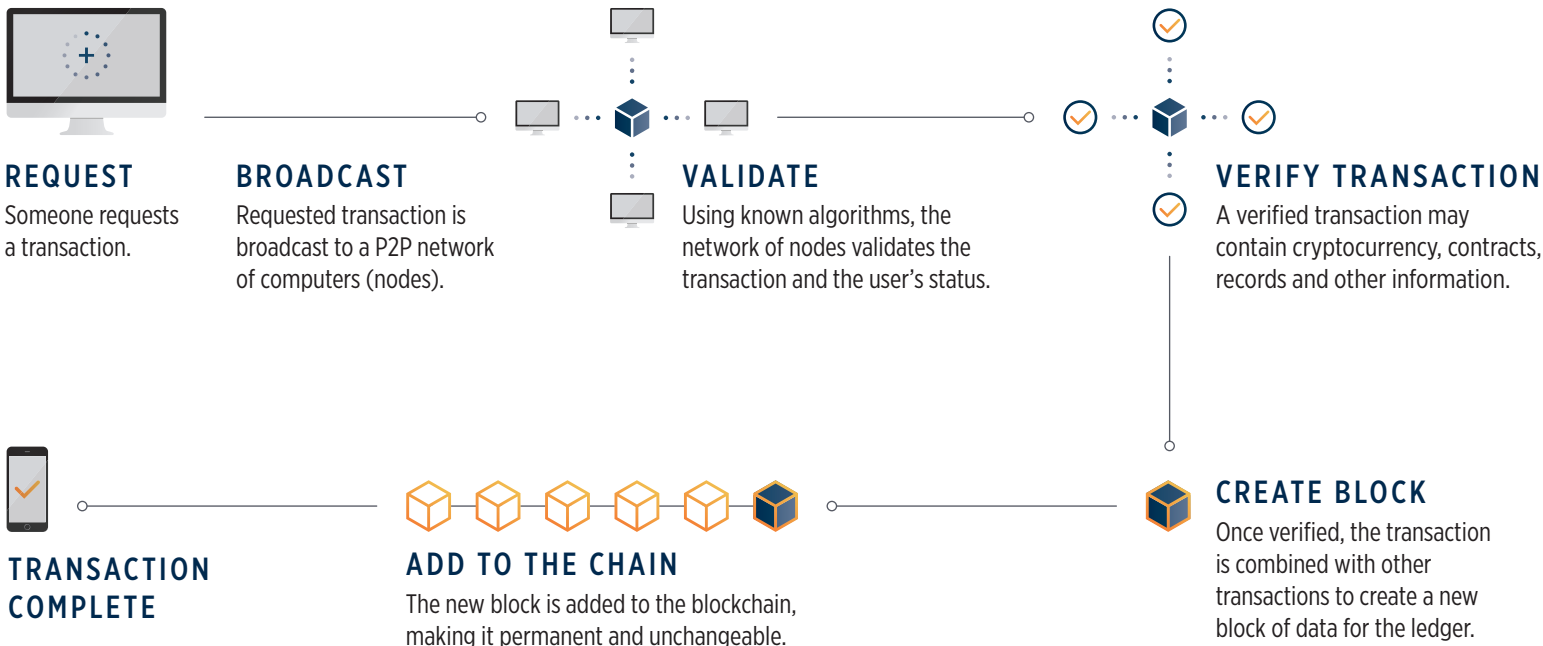 REQUEST
Someone requests
a transaction.
BROADCAST
Requested transaction is
broadcast to a P2P network
of computers (nodes).
VALIDATE
Using known algorithms, the
network of nodes validates the
transaction and the user’s status.
VERIFY TRANSACTION
A verified transaction may
contain cryptocurrency, contracts,
records and other information.
CREATE BLOCK
Once verified, the transaction
is combined with other
transactions to create a new
block of data for the ledger.
ADD TO THE CHAIN
The new block is added to the blockchain,
making it permanent and unchangeable.
TRANSACTION
COMPLETE